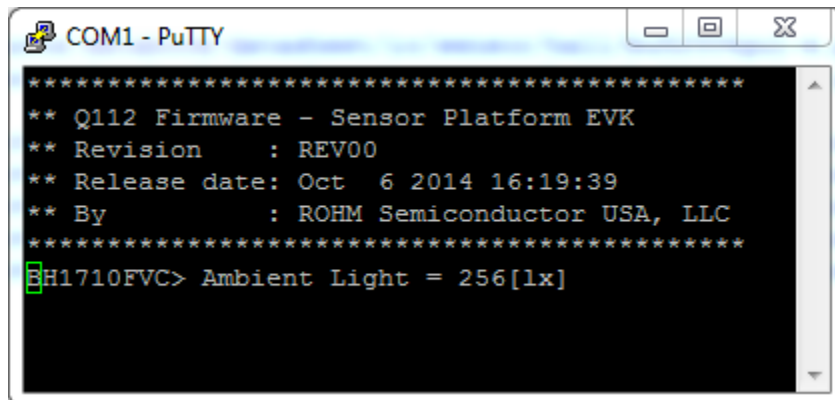 COM1 - PuTTY
*********************************************
** Q112 Firmware - Sensor Platform EVK
** Revision    : REV00
** Release date: Oct  6 2014 16:19:39
** By          : ROHM Semiconductor USA, LLC
*********************************************
BH1710FVC> Ambient Light = 256[lx]